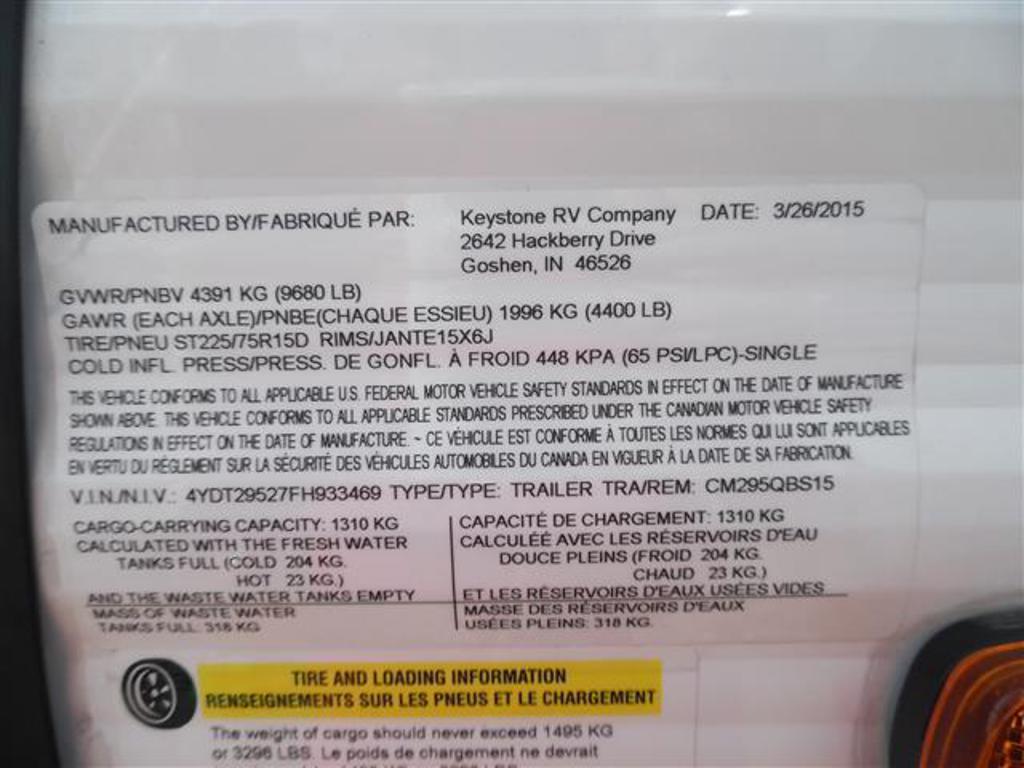 MANUFACTURED BY/FABRIQUÉ PAR: Keystone RV Company DATE: 3/26/2015
2642 Hackberry Drive
Goshen, IN 46526
GVWR/PNBV 4391 KG (9680 LB)
GAWR (EACH AXLE)/PNBE(CHAQUE ESSIEU) 1996 KG (4400 LB)
TIRE/PNEU ST225/75R15D RIMS/JANTE15X6J
COLD INFL. PRESS/PRESS. DE GONFL. À FROID 448 KPA (65 PSI/LPC)-SINGLE
THIS VEHICLE CONFORMS TO ALL APPLICABLE U.S. FEDERAL MOTOR VEHICLE SAFETY STANDARDS IN EFFECT ON THE DATE OF MANUFACTURE
SHOWN ABOVE. THIS VEHICLE CONFORMS TO ALL APPLICABLE STANDARDS PRESCRIBED UNDER THE CANADIAN MOTOR VEHICLE SAFETY
REGULATIONS IN EFFECT ON THE DATE OF MANUFACTURE. ~ CE VÉHICULE EST CONFORME À TOUTES LES NORMES QUI LUI SONT APPLICABLES
EN VERTU DU RÉGLEMENT SUR LA SÉCURITÉ DES VÉHICULES AUTOMOBILES DU CANADA EN VIGUEUR À LA DATE DE SA FABRICATION.
V.I.N./N.I.V.: 4YDT29527FH933469 TYPE/TYPE: TRAILER TRA/REM: CM295QBS15
CARGO-CARRYING CAPACITY: 1310 KG
CALCULATED WITH THE FRESH WATER
TANKS FULL (COLD 204 KG.
HOT 23 KG.)
AND THE WASTE WATER TANKS EMPTY
MASS OF WASTE WATER
TANKS FULL: 318 KG
CAPACITÉ DE CHARGEMENT: 1310 KG
CALCULÉÉ AVEC LES RÉSERVOIRS D'EAU
DOUCE PLEINS (FROID 204 KG.
CHAUD 23 KG.)
ET LES RÉSERVOIRS D'EAUX USÉES VIDES
MASSE DES RÉSERVOIRS D'EAUX
USÉES PLEINS: 318 KG.
TIRE AND LOADING INFORMATION
RENSEIGNEMENTS SUR LES PNEUS ET LE CHARGEMENT
The weight of cargo should never exceed 1495 KG
or 3296 LBS. Le poids de chargement ne devrait